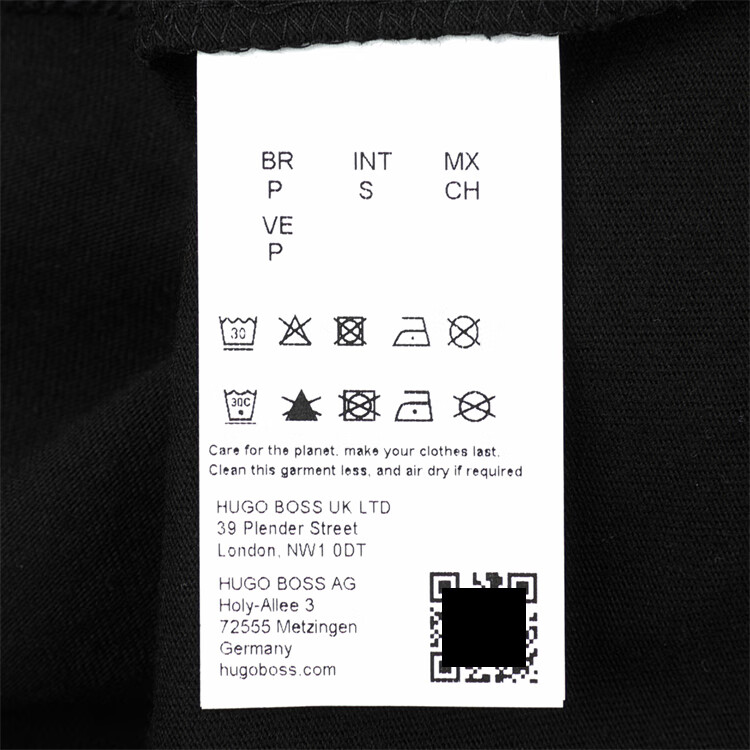 BR INT MX
P S CH
VE
P
30
30C
Care for the planet, make your clothes last.
Clean this garment less, and air dry if required
HUGO BOSS UK LTD
39 Plender Street
London, NW1 0DT
HUGO BOSS AG
Holy-Allee 3
72555 Metzingen
Germany
hugoboss.com